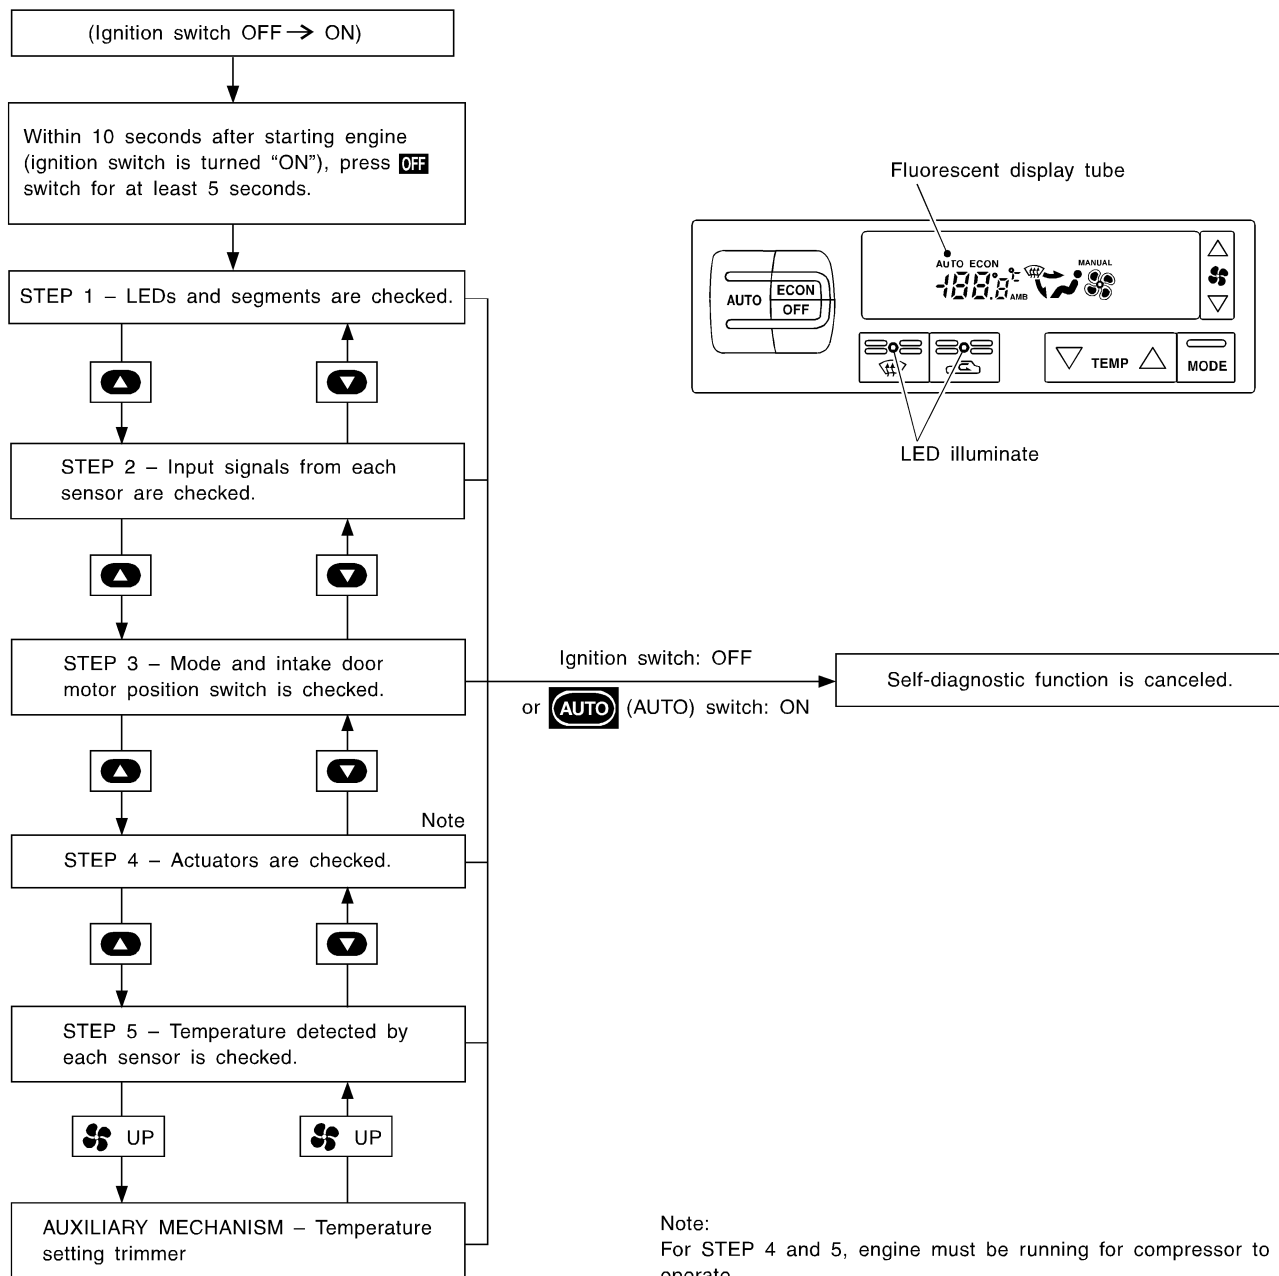 (Ignition switch OFF → ON)
Within 10 seconds after starting engine
(ignition switch is turned “ON”), press OFF
switch for at least 5 seconds.
STEP 1 – LEDs and segments are checked.
STEP 2 – Input signals from each
sensor are checked.
STEP 3 – Mode and intake door
motor position switch is checked.
Note
STEP 4 – Actuators are checked.
STEP 5 – Temperature detected by
each sensor is checked.
UP
UP
AUXILIARY MECHANISM – Temperature
setting trimmer
Ignition switch: OFF
or AUTO (AUTO) switch: ON
Self-diagnostic function is canceled.
Fluorescent display tube
AUTO
ECON
OFF
AUTO ECON
MANUAL
-188.8 °C
AMB
TEMP
MODE
LED illuminate
Note:
For STEP 4 and 5, engine must be running for compressor to
operate.